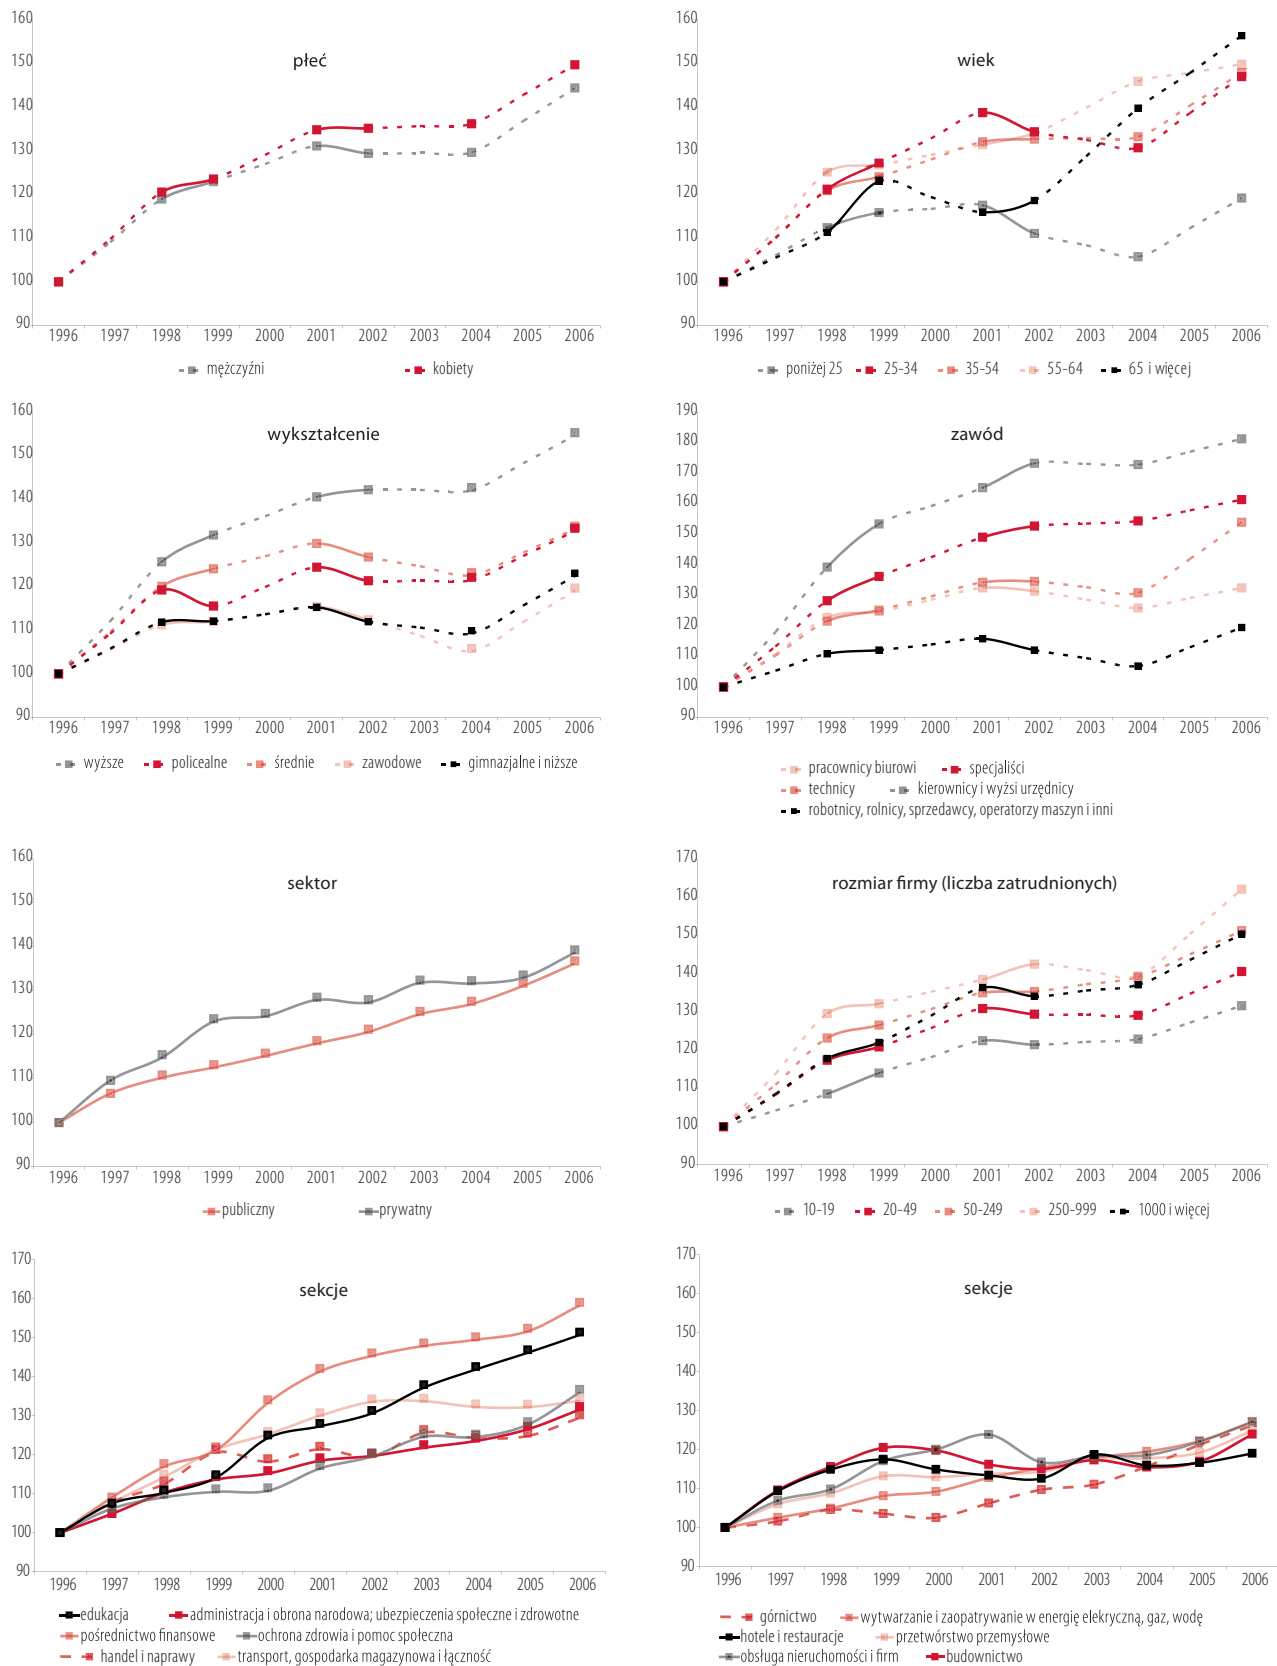 płeć
160
150
140
130
120
110
100
90
1996 1997 1998 1999 2000 2001 2002 2003 2004 2005 2006
mężczyźni kobiety
wiek
160
150
140
130
120
110
100
90
1996 1997 1998 1999 2000 2001 2002 2003 2004 2005 2006
poniżej 25 25-34 35-54 55-64 65 i więcej
wykształcenie
160
150
140
130
120
110
100
90
1996 1997 1998 1999 2000 2001 2002 2003 2004 2005 2006
wyższe policealne średnie zawodowe gimnazjalne i niższe
zawód
190
180
170
160
150
140
130
120
110
100
90
1996 1997 1998 1999 2000 2001 2002 2003 2004 2005 2006
pracownicy biurowi specjaliści
technicy kierownicy i wyżsi urzędnicy
robotnicy, rolnicy, sprzedawcy, operatorzy maszyn i inni
sektor
160
150
140
130
120
110
100
90
1996 1997 1998 1999 2000 2001 2002 2003 2004 2005 2006
publiczny prywatny
rozmiar firmy (liczba zatrudnionych)
170
160
150
140
130
120
110
100
90
1996 1997 1998 1999 2000 2001 2002 2003 2004 2005 2006
10-19 20-49 50-249 250-999 1000 i więcej
sekcje
170
160
150
140
130
120
110
100
90
1996 1997 1998 1999 2000 2001 2002 2003 2004 2005 2006
edukacja administracja i obrona narodowa; ubezpieczenia społeczne i zdrowotne
pośrednictwo finansowe ochrona zdrowia i pomoc społeczna
handel i naprawy transport, gospodarka magazynowa i łączność
sekcje
170
160
150
140
130
120
110
100
90
1996 1997 1998 1999 2000 2001 2002 2003 2004 2005 2006
górnictwo wytwarzanie i zaopatrywanie w energię elekryczną, gaz, wodę
hotele i restauracje przetwórstwo przemysłowe
obsługa nieruchomości i firm budownictwo